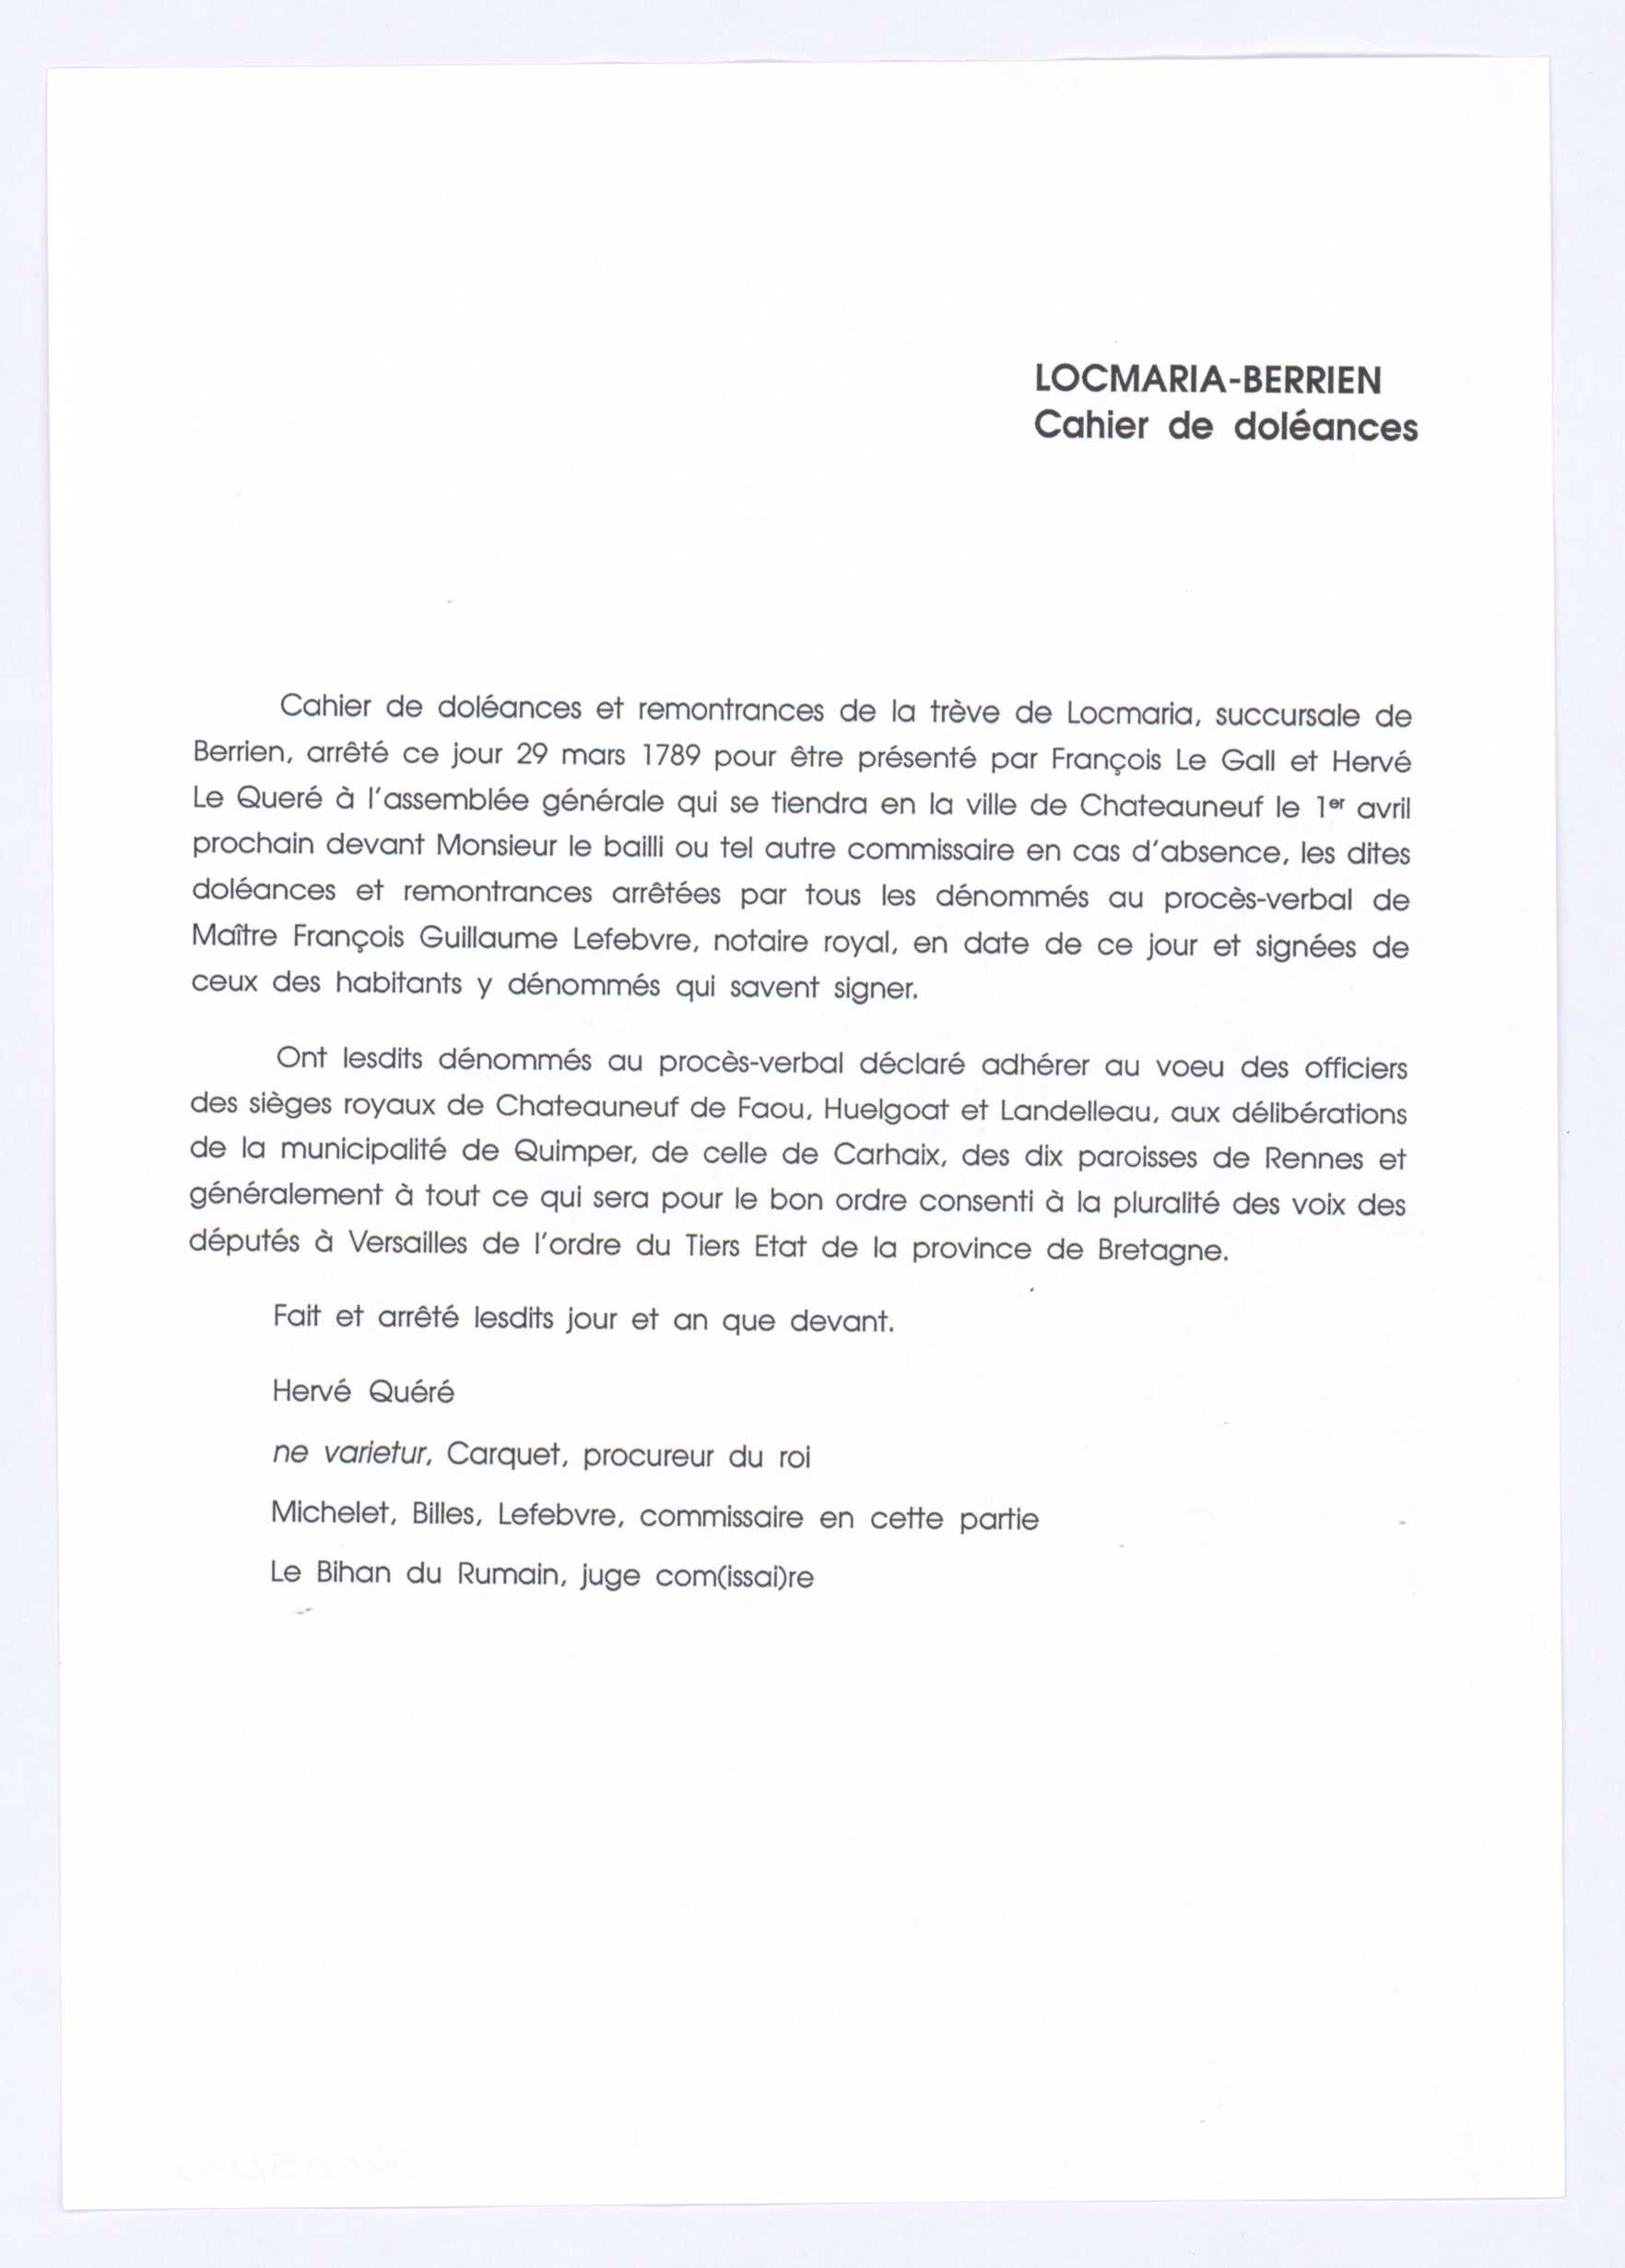 LOCMARIA-BERRIEN
Cahier de doléances
Cahier de doléances et remontrances de la trève de Locmaria, succursale de
Berrien, arrêté ce jour 29 mars 1789 pour être présenté par François Le Gall et Hervé
Le Queré à l'assemblée générale qui se tiendra en la ville de Chateauneuf le 1er avril
prochain devant Monsieur le bailli ou tel autre commissaire en cas d'absence, les dites
doléances et remontrances arrêtées par tous les dénommés au procès-verbal de
Maître François Guillaume Lefebvre, notaire royal, en date de ce jour et signées de
ceux des habitants y dénommés qui savent signer.
Ont lesdits dénommés au procès-verbal déclaré adhérer au voeu des officiers
des sièges royaux de Chateauneuf de Faou, Huelgoat et Landelleau, aux délibérations
de la municipalité de Quimper, de celle de Carhaix, des dix paroisses de Rennes et
généralement à tout ce qui sera pour le bon ordre consenti à la pluralité des voix des
députés à Versailles de l'ordre du Tiers Etat de la province de Bretagne.
Fait et arrêté lesdits jour et an que devant.
Hervé Quéré
ne varietur, Carquet, procureur du roi
Michelet, Billes, Lefebvre, commissaire en cette partie
Le Bihan du Rumain, juge com(issai)re